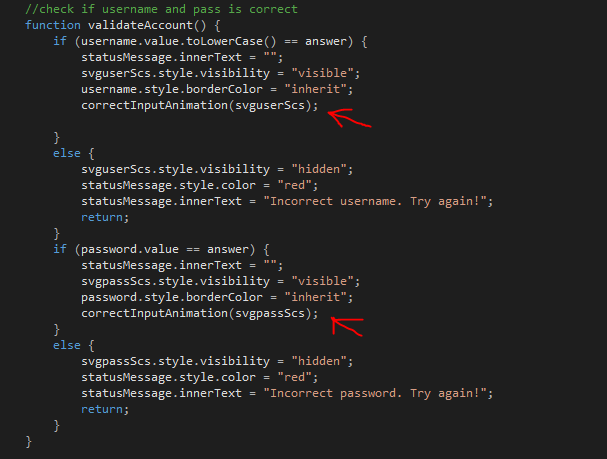 //check if username and pass is correct
function validateAccount() {
    if (username.value.toLowerCase() == answer) {
        statusMessage.innerText = "";
        svguserScs.style.visibility = "visible";
        username.style.borderColor = "inherit";
        correctInputAnimation(svguserScs);

    }
    else {
        svguserScs.style.visibility = "hidden";
        statusMessage.style.color = "red";
        statusMessage.innerText = "Incorrect username. Try again!";
        return;
    }
    if (password.value == answer) {
        statusMessage.innerText = "";
        svgpassScs.style.visibility = "visible";
        password.style.borderColor = "inherit";
        correctInputAnimation(svgpassScs);
    }
    else {
        svgpassScs.style.visibility = "hidden";
        statusMessage.style.color = "red";
        statusMessage.innerText = "Incorrect password. Try again!";
        return;
    }
}